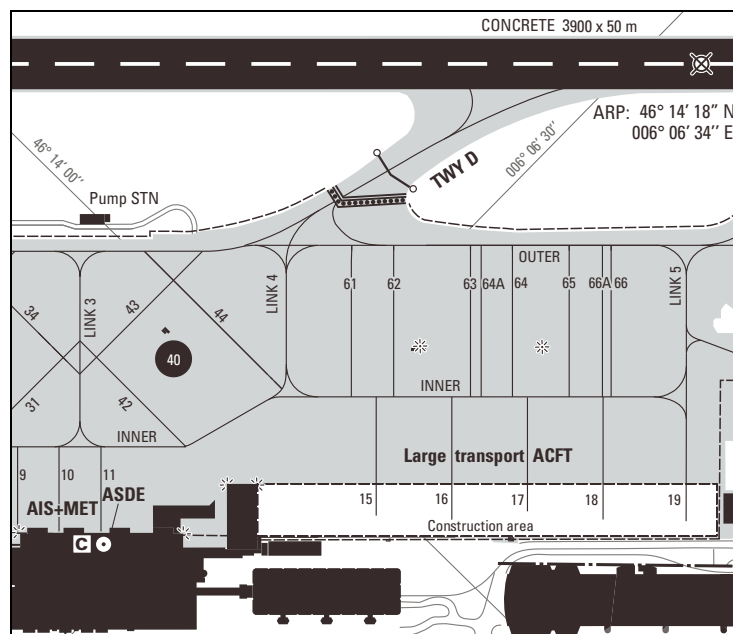 CONCRETE 3900 x 50 m
ARP: 46° 14' 18" N
006° 06' 34" E
46° 14' 00"
TWY D
006° 06' 30"
Pump STN
OUTER
LINK 3
LINK 4
LINK 5
34
43
44
61
62
63
64A
64
65
66A
66
40
31
42
INNER
INNER
9
10
11
Large transport ACFT
AIS+MET
ASDE
15
16
17
18
19
Construction area
C